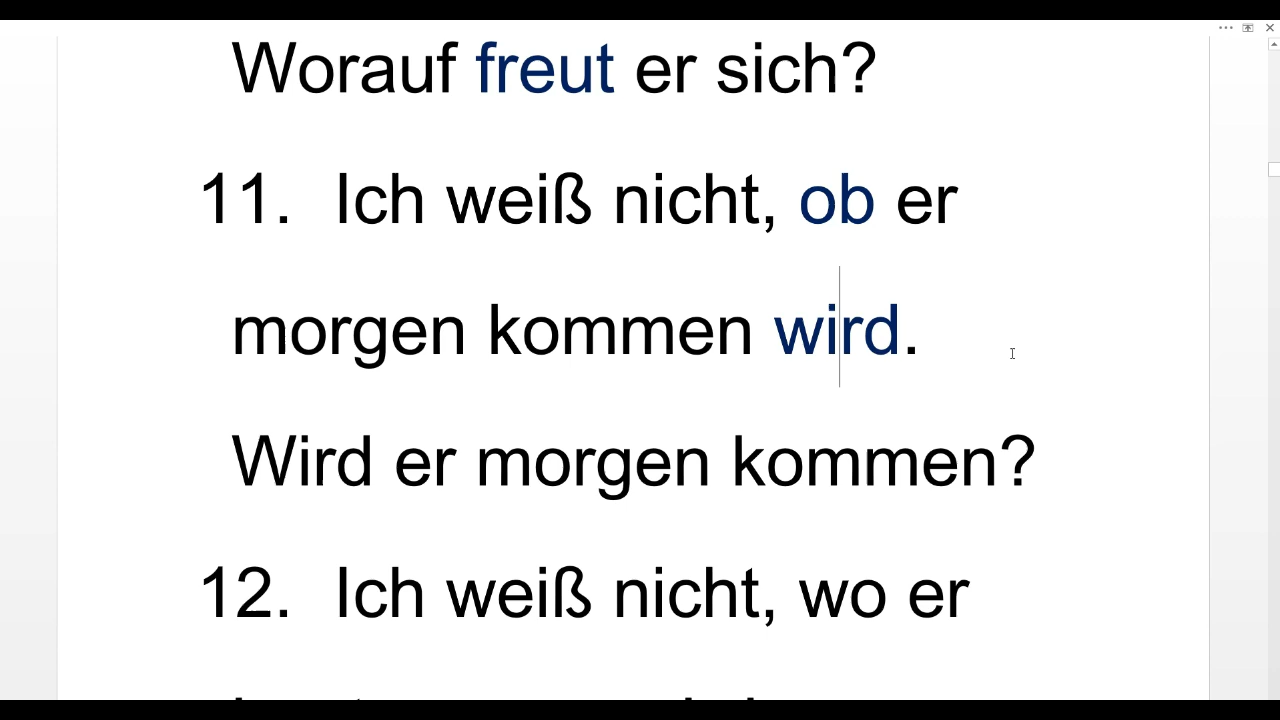 Worauf freut er sich?
11. Ich weiß nicht, ob er
morgen kommen wird.
Wird er morgen kommen?
12. Ich weiß nicht, wo er